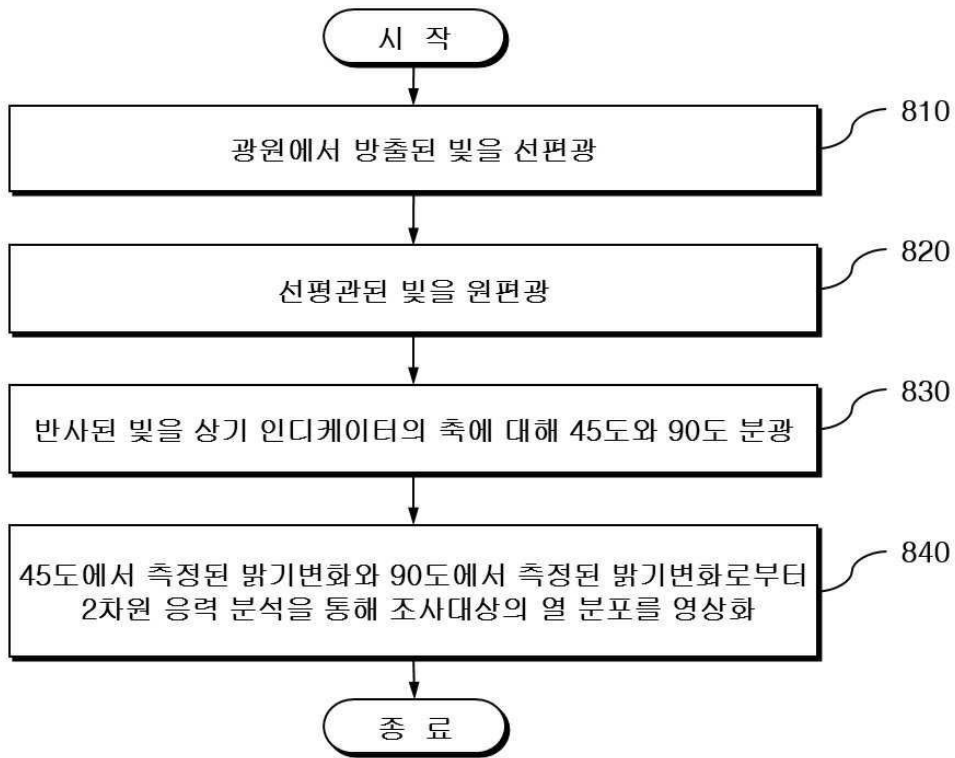 시 작
광원에서 방출된 빛을 선편광
810
선평관된 빛을 원편광
820
반사된 빛을 상기 인디케이터의 축에 대해 45도와 90도 분광
830
45도에서 측정된 밝기변화와 90도에서 측정된 밝기변화로부터
2차원 응력 분석을 통해 조사대상의 열 분포를 영상화
840
종 료